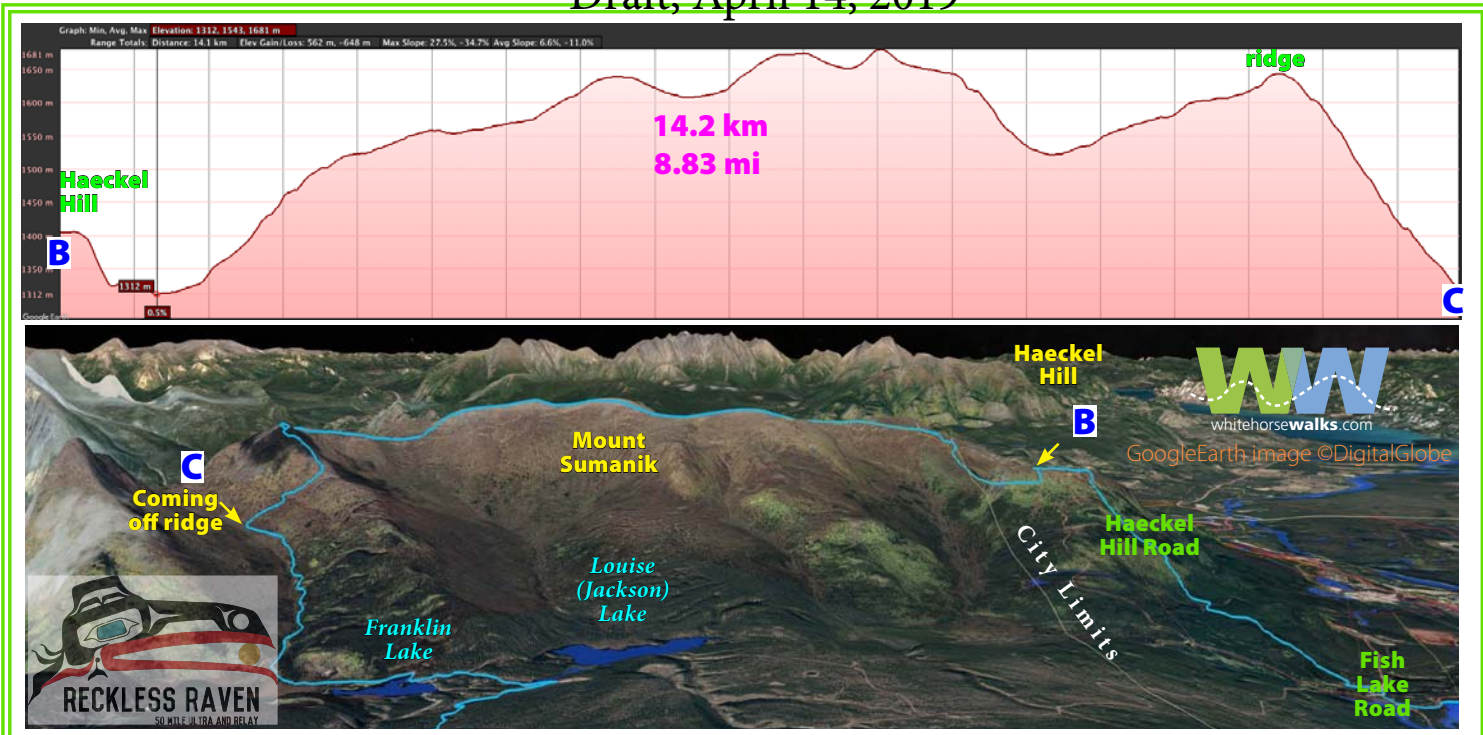 Draft, April 14, 2019
Graph: Min, Avg, Max Elevation: 1312, 1543, 1681 m
Range Totals: Distance: 14.1 km Elev Gain/Loss: 562 m, -648 m Max Slope: 27.5%, -34.7% Avg Slope: 6.6%, -11.0%
1681 m
1650 m
1600 m
1550 m
1500 m
1450 m
1400
1350 m
1312 m
ridge
14.2 km
8.83 mi
Haeckel
Hill
B
1312 m
0.5%
C
Google Earth
Haeckel
Hill
B
whitehorsewalks.com
GoogleEarth image ©DigitalGlobe
Mount
Sumanik
C
Coming
off ridge
Haeckel
Hill Road
City Limits
Louise
(Jackson)
Lake
Franklin
Lake
Fish
Lake
Road
RECKLESS RAVEN
50 MILE ULTRA AND RELAY